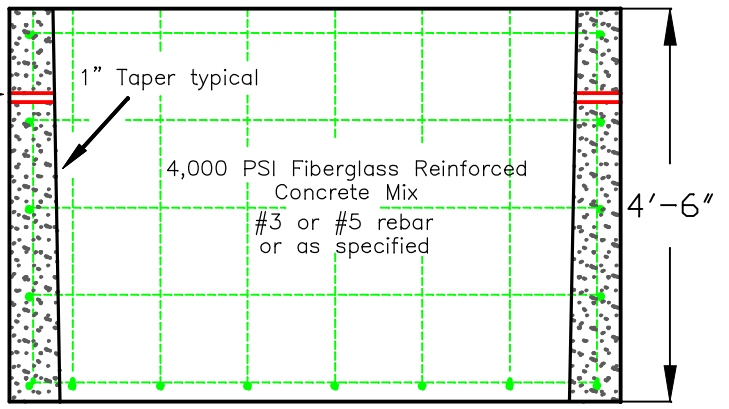 1” Taper typical
4,000 PSI Fiberglass Reinforced
Concrete Mix
#3 or #5 rebar
or as specified
4'-6"